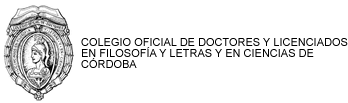 COLEGIO OFICIAL DE DOCTORES Y LICENCIADOS
EN FILOSOFÍA Y LETRAS Y EN CIENCIAS DE
CÓRDOBA